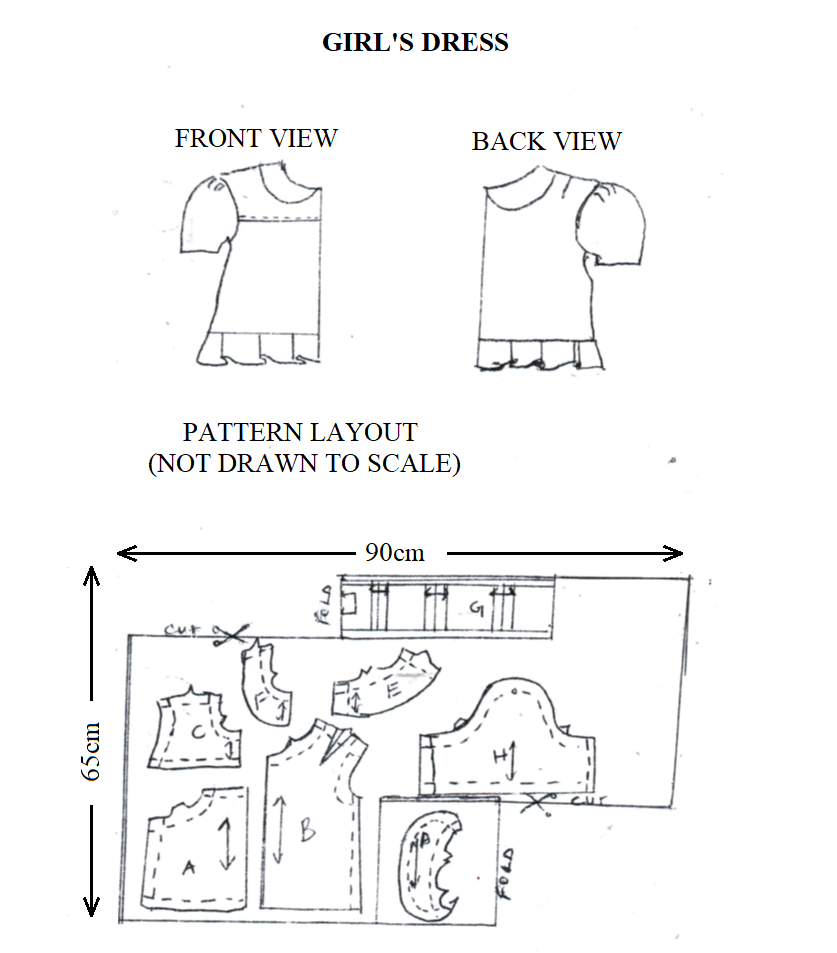 GIRL'S DRESS
FRONT VIEW
BACK VIEW
PATTERN LAYOUT
(NOT DRAWN TO SCALE)
90cm
65cm
FOLD
G
CUT
F
E
C
H
CUT
B
A
FOLD